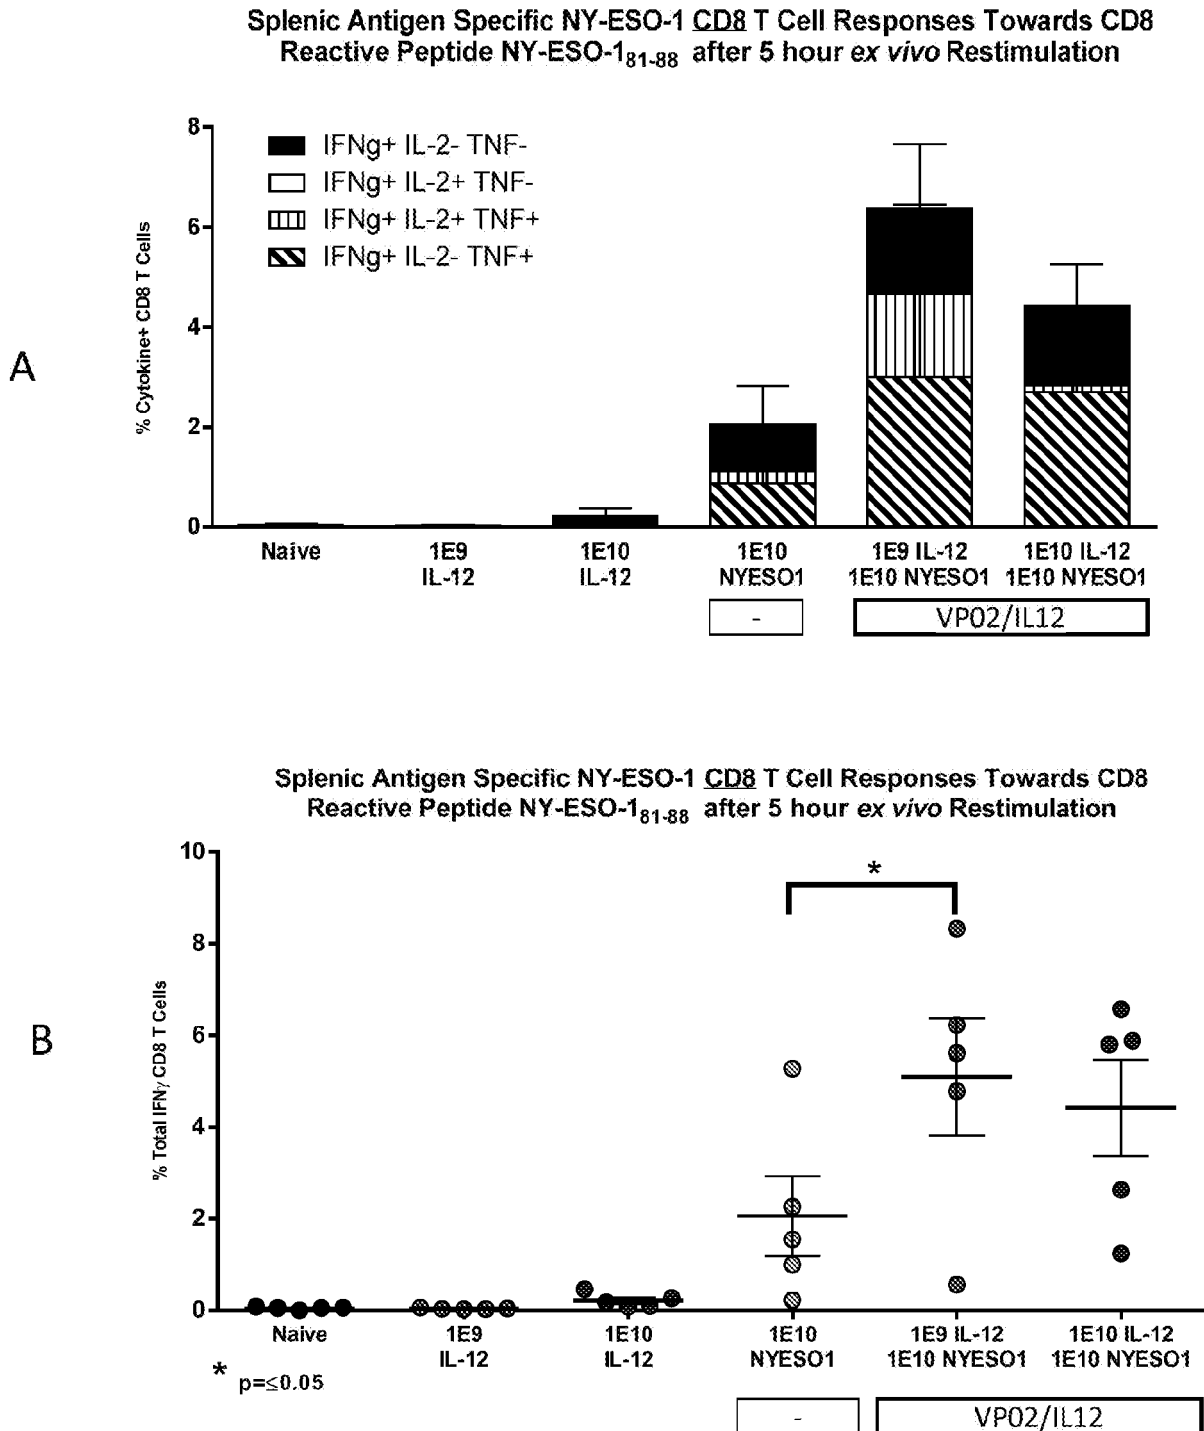 Splenic Antigen Specific NY-ESO-1 CD8 T Cell Responses Towards CD8
Reactive Peptide NY-ESO-181-88 after 5 hour ex vivo Restimulation
8
6
4
2
0
% Cytokine+ CD8 T Cells
IFNg+ IL-2- TNF-
IFNg+ IL-2+ TNF-
IFNg+ IL-2+ TNF+
IFNg+ IL-2- TNF+
A
Naive
1E9
IL-12
1E10
IL-12
1E10
NYESO1
1E9 IL-12
1E10 NYESO1
1E10 IL-12
1E10 NYESO1
-
VP02/IL12
Splenic Antigen Specific NY-ESO-1 CD8 T Cell Responses Towards CD8
Reactive Peptide NY-ESO-181-88 after 5 hour ex vivo Restimulation
10
8
6
4
2
0
% Total IFNγ CD8 T Cells
*
B
Naive
1E9
IL-12
1E10
IL-12
1E10
NYESO1
1E9 IL-12
1E10 NYESO1
1E10 IL-12
1E10 NYESO1
* p=≤0.05
-
VP02/IL12